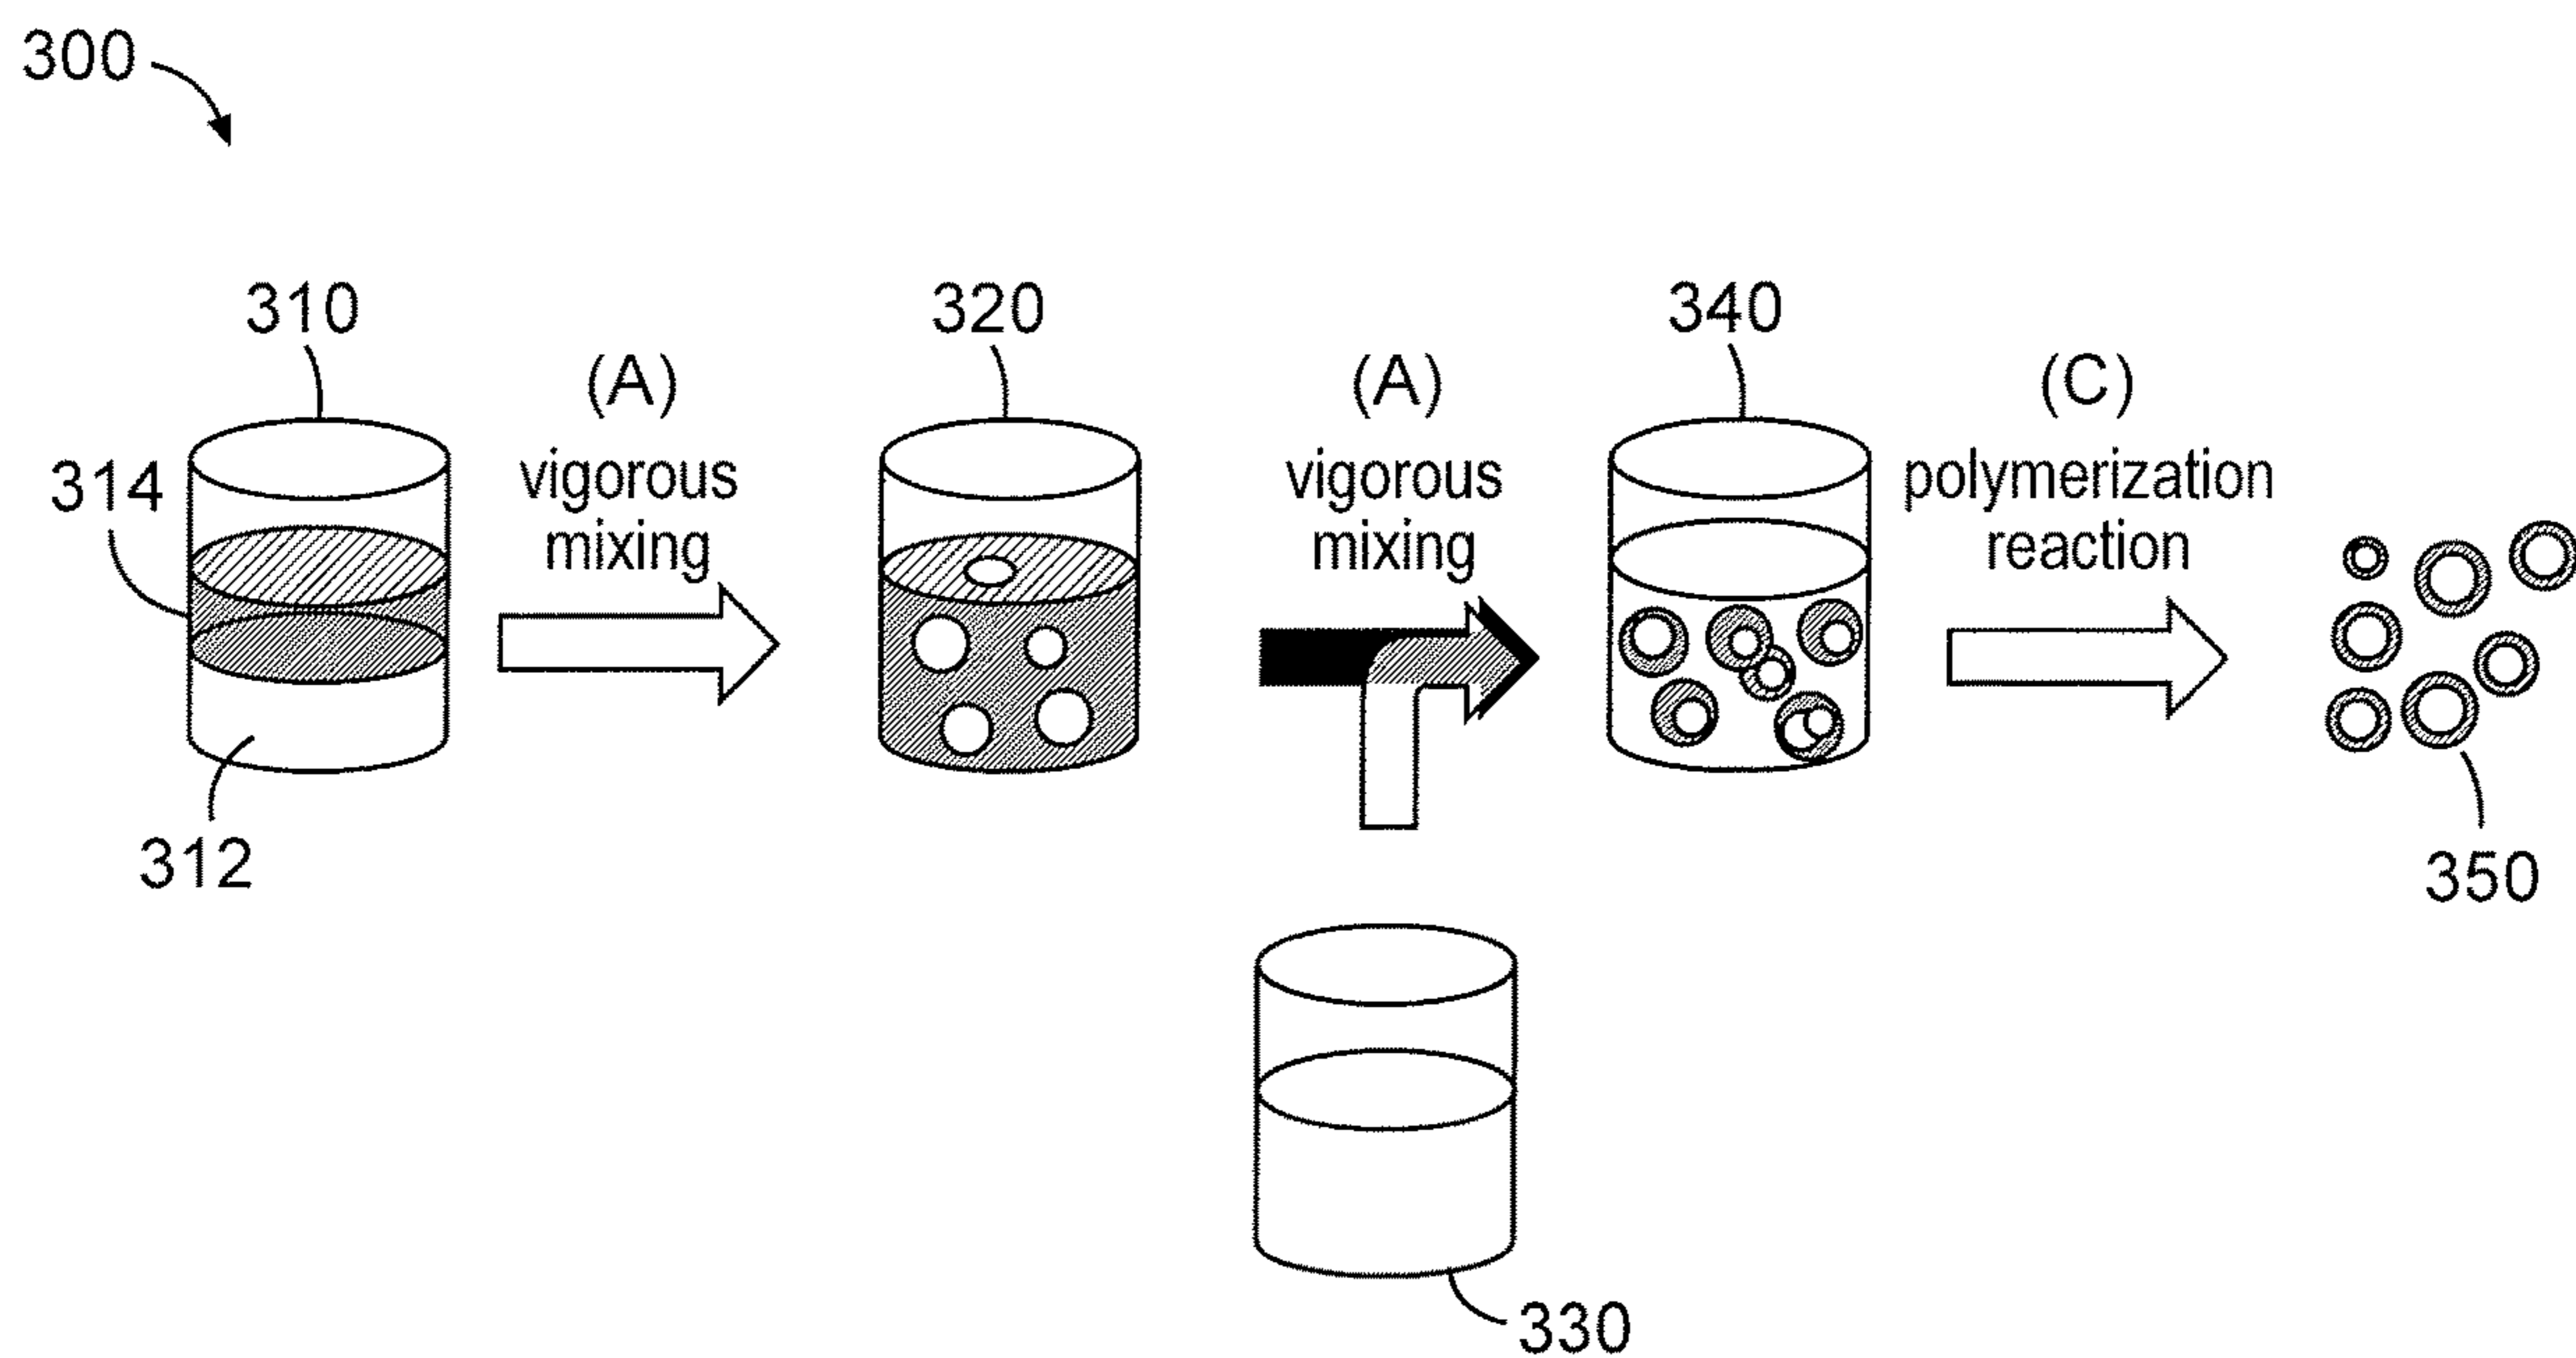 300
310
320
340
(A)
(A)
(C)
314
vigorous
mixing
vigorous
mixing
polymerization
reaction
312
350
330